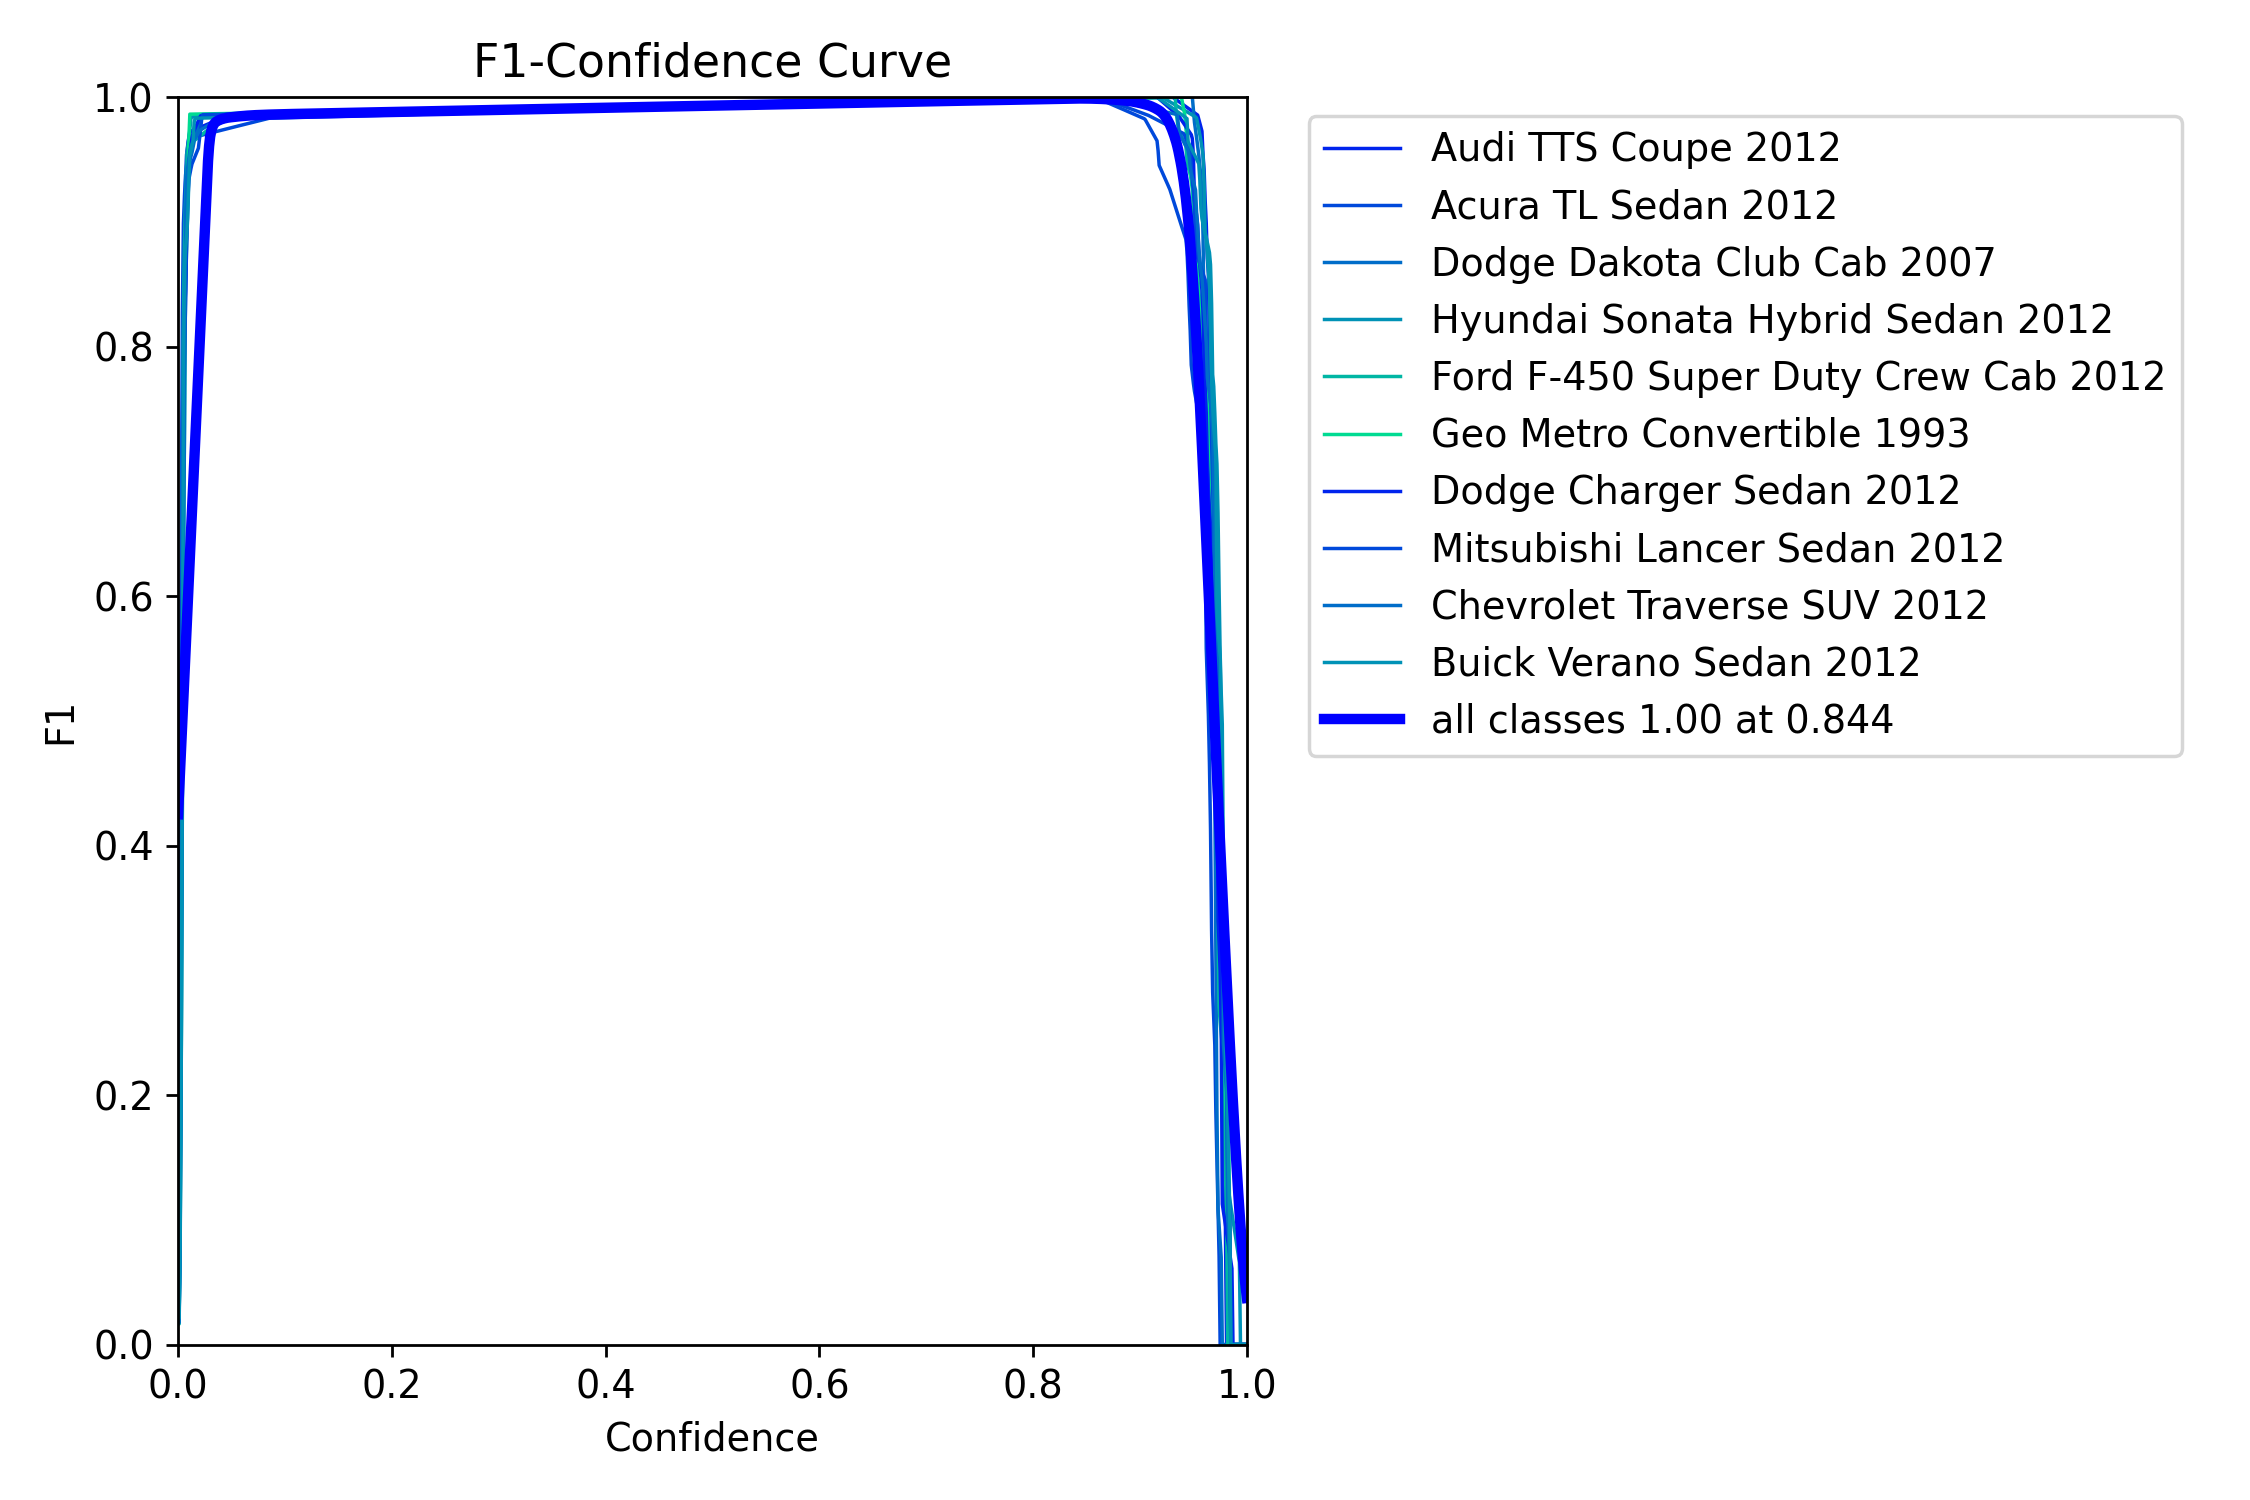 F1-Confidence Curve
1.0
0.8
0.6
0.4
0.2
0.0
F1
0.0 0.2 0.4 0.6 0.8 1.0
Confidence
Audi TTS Coupe 2012
Acura TL Sedan 2012
Dodge Dakota Club Cab 2007
Hyundai Sonata Hybrid Sedan 2012
Ford F-450 Super Duty Crew Cab 2012
Geo Metro Convertible 1993
Dodge Charger Sedan 2012
Mitsubishi Lancer Sedan 2012
Chevrolet Traverse SUV 2012
Buick Verano Sedan 2012
all classes 1.00 at 0.844